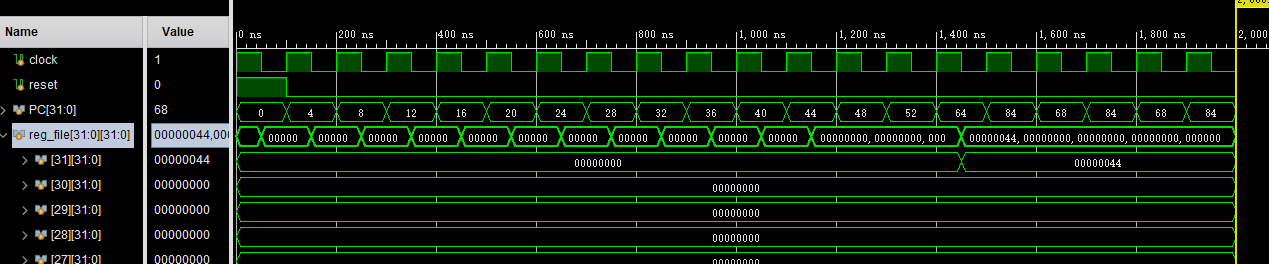 2,000
Name Value
0 ns 200 ns 400 ns 600 ns 800 ns 1,000 ns 1,200 ns 1,400 ns 1,600 ns 1,800 ns 2,000
clock 1
reset 0
PC[31:0] 68 0 4 8 12 16 20 24 28 32 36 40 44 48 52 64 84 68 84 68 84
reg_file[31:0][31:0] 00000044,00 00000 00000 00000 00000 00000 00000 00000 00000 00000 00000 00000 00000000, 00000000, 000 00000044, 00000000, 00000000, 00000000, 000000
[31][31:0] 00000044 00000000 00000044
[30][31:0] 00000000 00000000
[29][31:0] 00000000 00000000
[28][31:0] 00000000 00000000
[27][31:0] 00000000 00000000